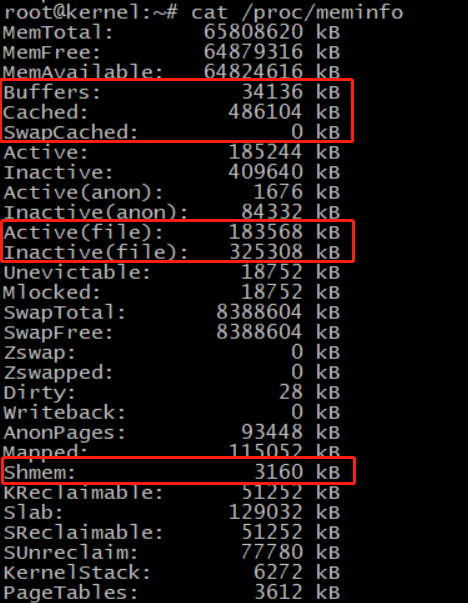 root@kernel:~# cat /proc/meminfo
MemTotal: 65808620 kB
MemFree: 64879316 kB
MemAvailable: 64824616 kB
Buffers: 34136 kB
Cached: 486104 kB
SwapCached: 0 kB
Active: 185244 kB
Inactive: 409640 kB
Active(anon): 1676 kB
Inactive(anon): 84332 kB
Active(file): 183568 kB
Inactive(file): 325308 kB
Unevictable: 18752 kB
Mlocked: 18752 kB
SwapTotal: 8388604 kB
SwapFree: 8388604 kB
Zswap: 0 kB
Zswapped: 0 kB
Dirty: 28 kB
Writeback: 0 kB
AnonPages: 93448 kB
Mapped: 115052 kB
Shmem: 3160 kB
KReclaimable: 51252 kB
Slab: 129032 kB
SReclaimable: 51252 kB
SUnreclaim: 77780 kB
KernelStack: 6272 kB
PageTables: 3612 kB